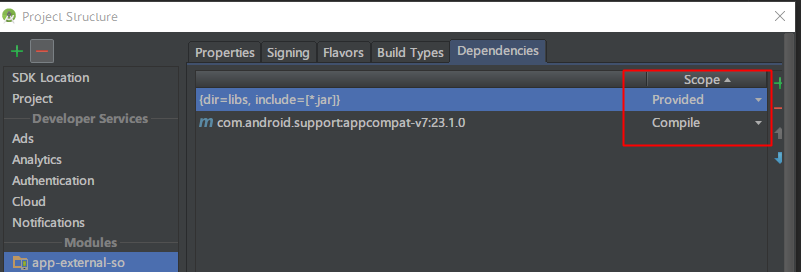 Project Structure
Properties Signing Flavors Build Types Dependencies
SDK Location
Project
Developer Services
Ads
Analytics
Authentication
Cloud
Notifications
Modules
app-external-so
Scope
{dir=libs, include=[*.jar]} Provided
m com.android.support:appcompat-v7:23.1.0 Compile